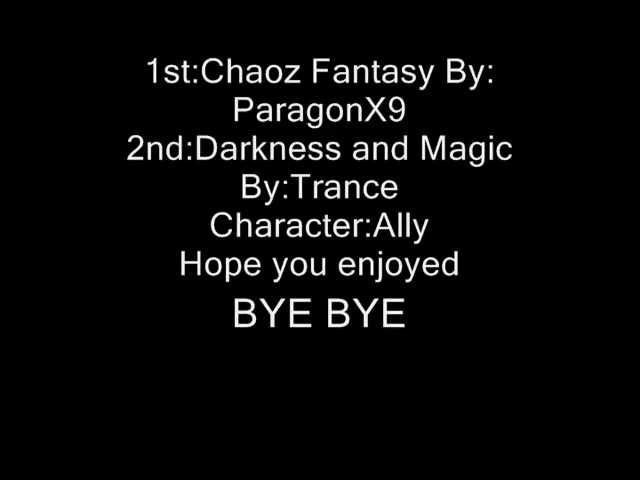 1st:Chaoz Fantasy By:
ParagonX9
2nd:Darkness and Magic
By:Trance
Character:Ally
Hope you enjoyed
BYE BYE